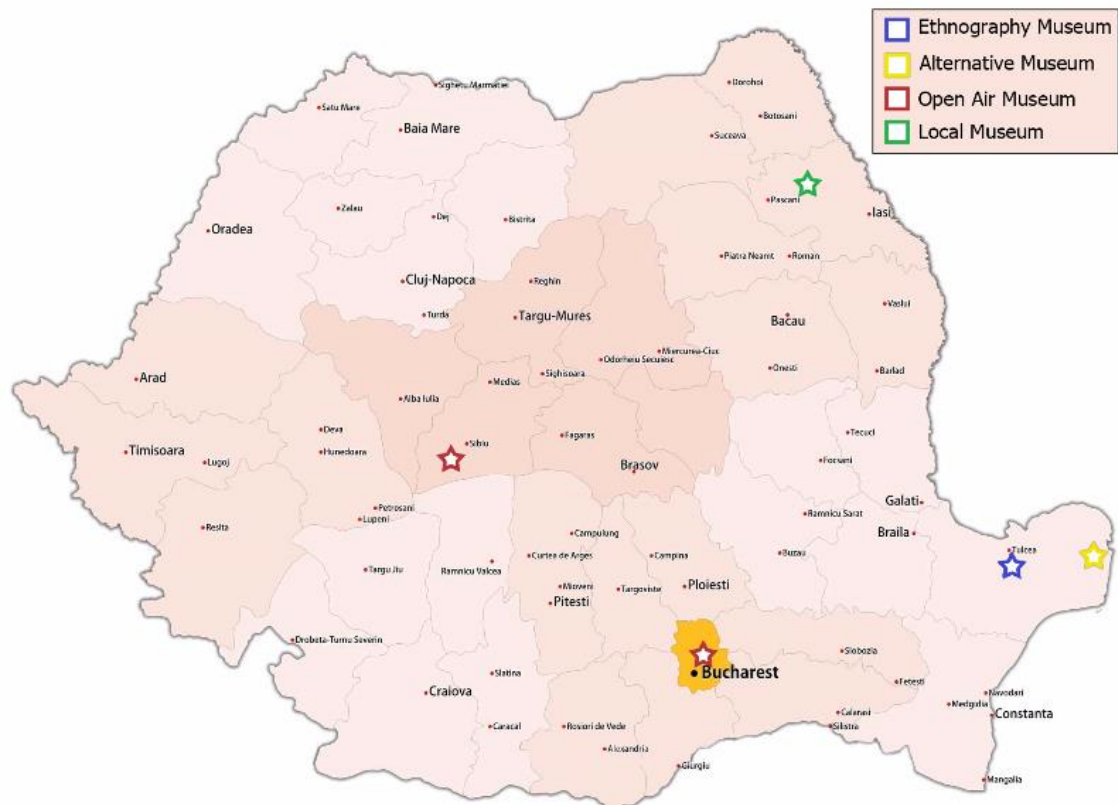 Ethnography Museum
Alternative Museum
Open Air Museum
Local Museum
Dorohoi
Sighetu Marmatiei
Satu Mare
Botosani
Baia Mare
Suceava
Pascani
Zalau
Dej
Bistrita
Iasi
Oradea
Piatra Neamt
Roman
Cluj-Napoca
Reghin
Vaslui
Turda
Targu-Mures
Bacau
Miercurea-Ciuc
Odorheiu Secuiesc
Onesti
Barlad
Arad
Medias
Sighisoara
Alba Iulia
Deva
Fagaras
Tecuci
Sibiu
Timisoara
Hunedoara
Lugoj
Focsani
Brasov
Galati
Petrosani
Lupeni
Ramnicu Sarat
Resita
Braila
Campulung
Tulcea
Curtea de Arges
Campina
Buzau
Ramnicu Valcea
Targu Jiu
Mioveni
Targoviste
Ploiesti
Pitesti
Drobeta-Turnu Severin
Slobozia
Bucharest
Slatina
Fetesti
Craiova
Navodari
Medgidia
Constanta
Calarasi
Silistra
Caracal
Rosiori de Vede
Alexandria
Giurgiu
Mangalia